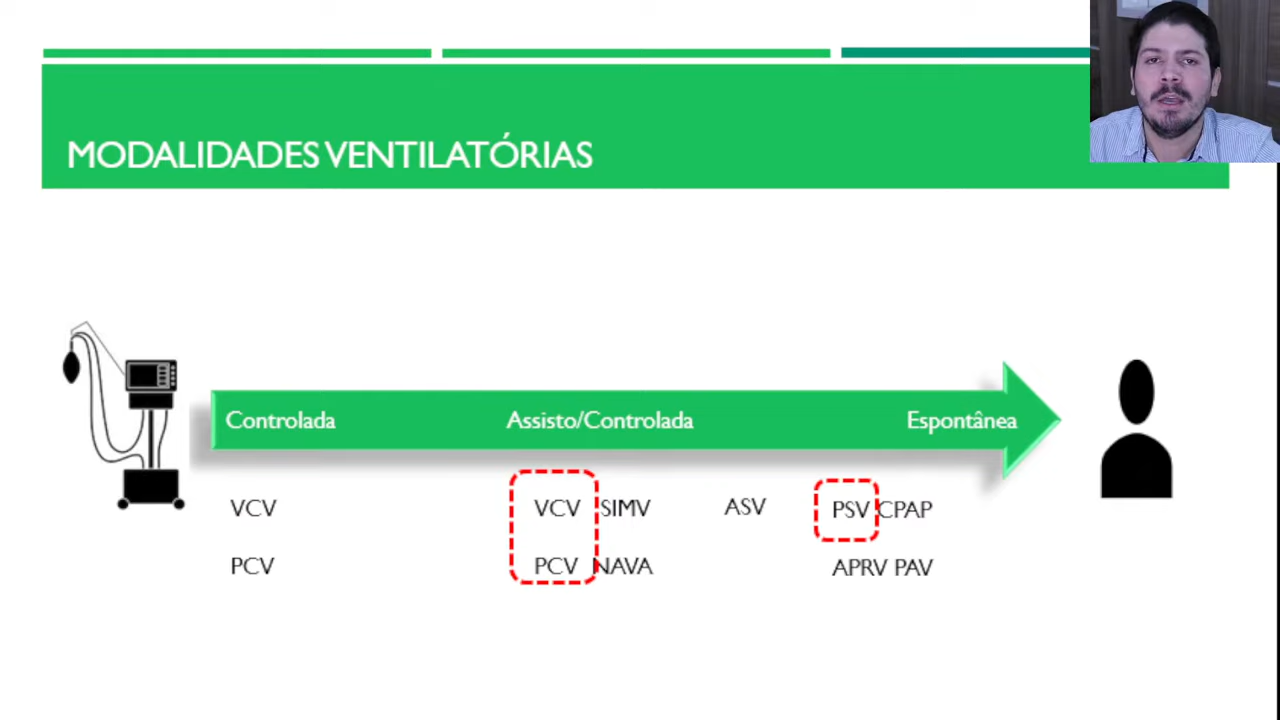 MODALIDADES VENTILATÓRIAS
Controlada Assisto/Controlada Espontânea
VCV VCV SIMV ASV PSV CPAP
PCV PCV NAVA APRV PAV